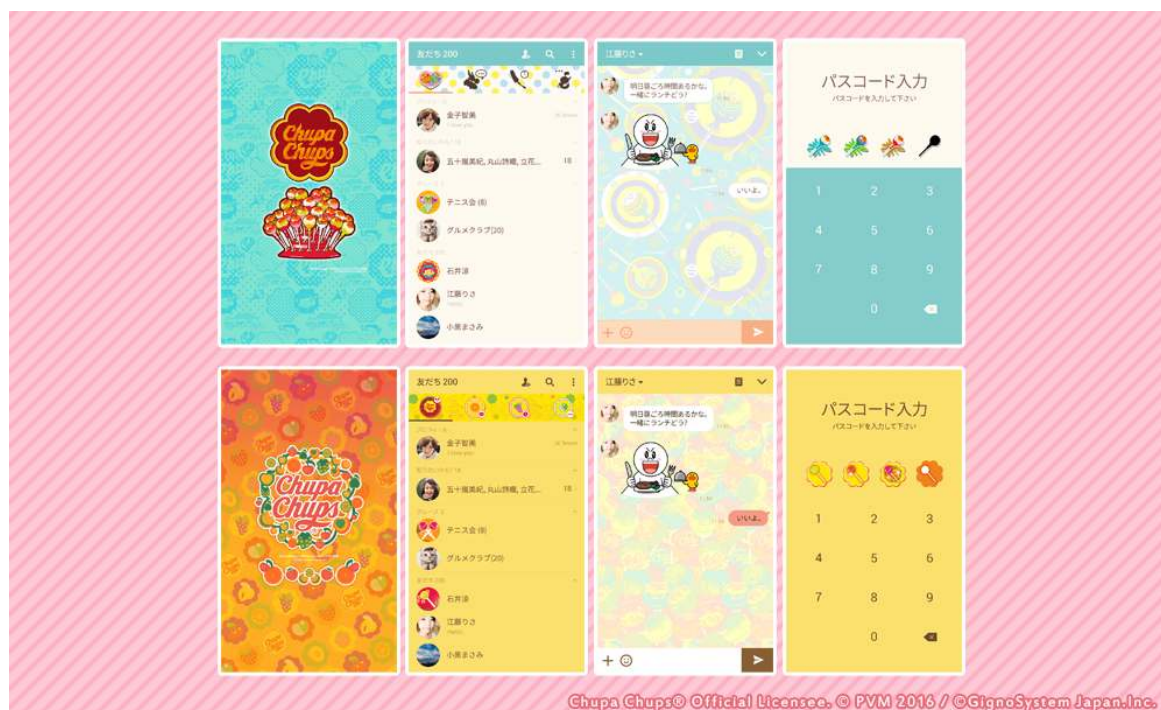 Chupa
Chups
友だち 200
金子智美
I love you
五十嵐美紀, 丸山詩織, 立花... 18
テニス会 (8)
グルメクラブ(20)
石井涼
江藤りさ
Hello.
小原まさみ
江藤りさ
明日昼ごろ時間あるかな。
一緒にランチどう?
いいよ。
パスコード入力
パスコードを入力して下さい
1 2 3
4 5 6
7 8 9
0
Chupa
Chups
友だち 200
金子智美
I love you
五十嵐美紀, 丸山詩織, 立花... 18
テニス会 (8)
グルメクラブ(20)
石井涼
江藤りさ
Hello.
小原まさみ
江藤りさ
明日昼ごろ時間あるかな。
一緒にランチどう?
いいよ。
パスコード入力
パスコードを入力して下さい
1 2 3
4 5 6
7 8 9
0
Chupa Chups® Official Licensee. © PVM 2016 / ©GignoSystem Japan.Inc.